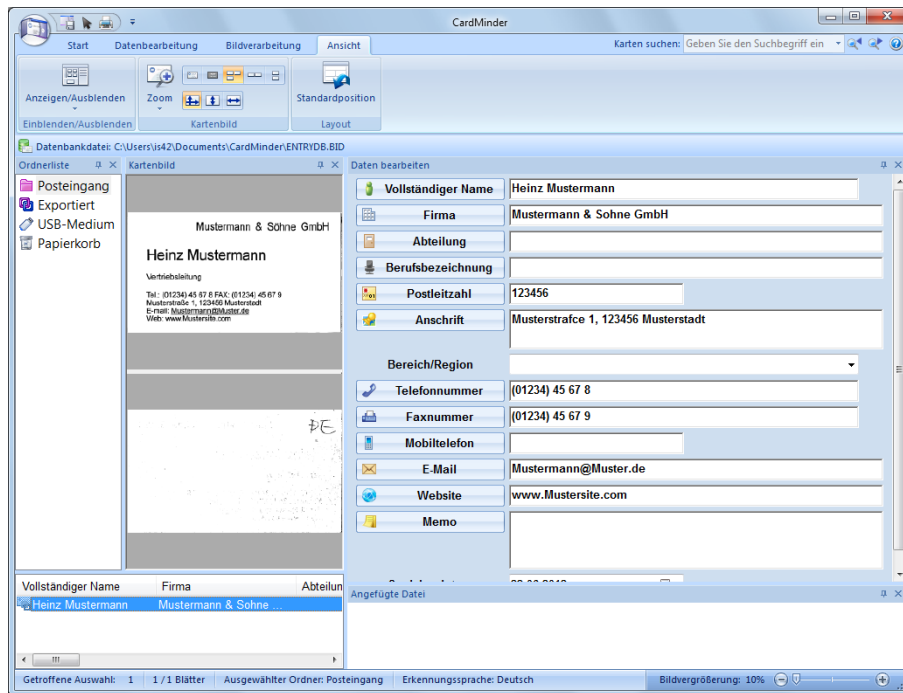 CardMinder
Start Datenbearbeitung Bildverarbeitung Ansicht
Karten suchen: Geben Sie den Suchbegriff ein
Anzeigen/Ausblenden Zoom Standardposition
Einblenden/Ausblenden Kartenbild Layout
Datenbankdatei: C:\Users\is42\Documents\CardMinder\ENTRYDB.BID
Ordnerliste
Posteingang
Exportiert
USB-Medium
Papierkorb
Kartenbild
Mustermann & Söhne GmbH
Heinz Mustermann
Vertriebsleitung
Tel.: (01234) 45 67 8 FAX: (01234) 45 67 9
Musterstraße 1, 123456 Musterstadt
E-mail: Mustermann@Muster.de
Web: www.Mustersite.com
DE
Daten bearbeiten
Vollständiger Name Heinz Mustermann
Firma Mustermann & Sohne GmbH
Abteilung
Berufsbezeichnung
Postleitzahl 123456
Anschrift Musterstrafce 1, 123456 Musterstadt
Bereich/Region
Telefonnummer (01234) 45 67 8
Faxnummer (01234) 45 67 9
Mobiltelefon
E-Mail Mustermann@Muster.de
Website www.Mustersite.com
Memo
Vollständiger Name Firma Abteilun
Heinz Mustermann Mustermann & Sohne ...
Angefügte Datei
Getroffene Auswahl: 1 1 / 1 Blätter Ausgewählter Ordner: Posteingang Erkennungssprache: Deutsch Bildvergrößerung: 10%